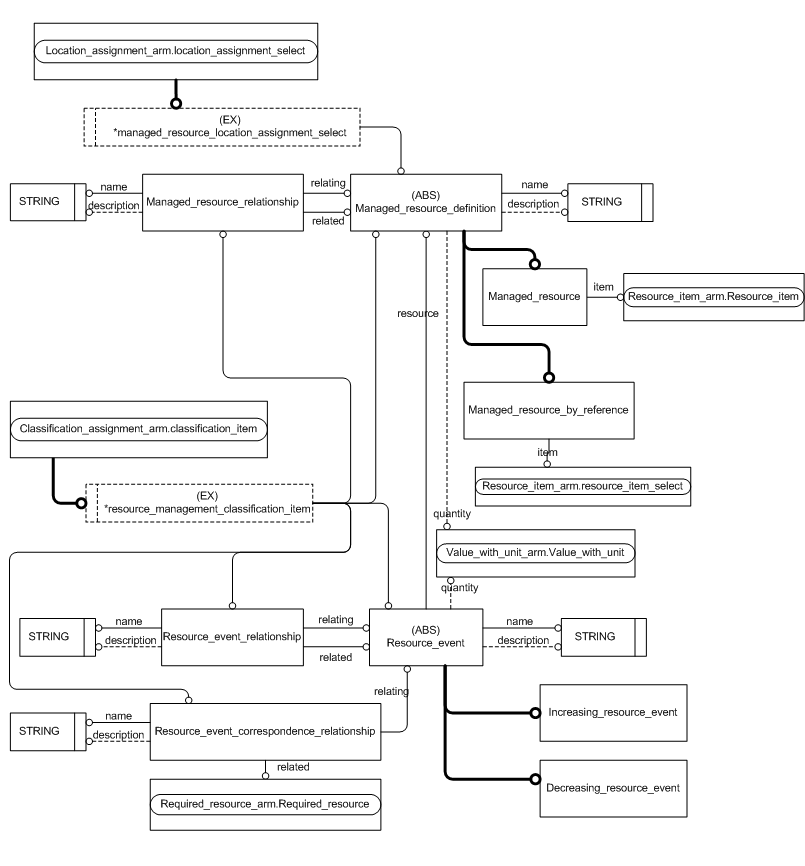 Location_assignment_arm.location_assignment_select
(EX)
*managed_resource_location_assignment_select
STRING
name
description
Managed_resource_relationship
relating
related
(ABS)
Managed_resource_definition
name
description
STRING
Managed_resource
item
Resource_item_arm.Resource_item
resource
Managed_resource_by_reference
item
Resource_item_arm.resource_item_select
Classification_assignment_arm.classification_item
(EX)
*resource_management_classification_item
quantity
Value_with_unit_arm.Value_with_unit
quantity
STRING
name
description
Resource_event_relationship
relating
related
(ABS)
Resource_event
name
description
STRING
relating
STRING
name
description
Resource_event_correspondence_relationship
related
Required_resource_arm.Required_resource
Increasing_resource_event
Decreasing_resource_event